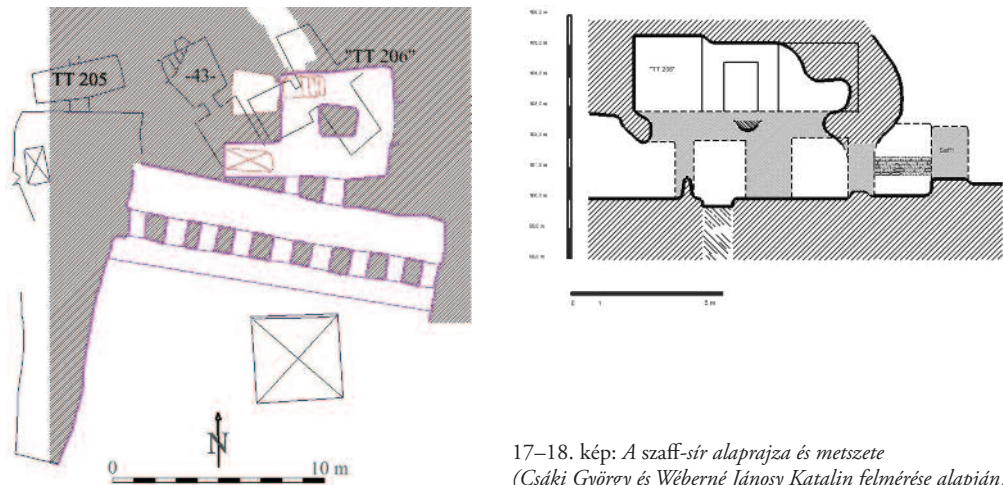 TT 205
-43-
"TT 206"
N
0 10 m
"TT 206"
Saff1
0 1 5 m
17–18. kép: A szaff-sír alaprajza és metszete
(Csáki György és Wéberné Jánosy Katalin felmérése alapján)